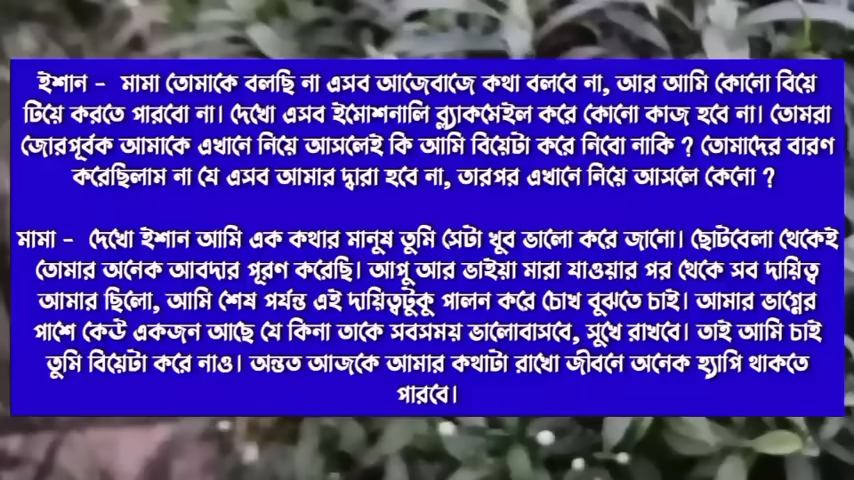 ইশান - মামা তোমাকে বলছি না এসব আজেবাজে কথা বলবে না, আর আমি কোনো বিয়ে
টিয়ে করতে পারবো না। দেখো এসব ইমোশনালি ব্ল্যাকমেইল করে কোনো কাজ হবে না। তোমরা
জোরপূর্বক আমাকে এখানে নিয়ে আসলেই কি আমি বিয়েটা করে নিবো নাকি ? তোমাদের বারণ
করেছিলাম না যে এসব আমার দ্বারা হবে না, তারপর এখানে নিয়ে আসলে কেনো ?
মামা - দেখো ইশান আমি এক কথার মানুষ তুমি সেটা খুব ভালো করে জানো। ছোটবেলা থেকেই
তোমার অনেক আবদার পূরণ করেছি। আপু আর ভাইয়া মারা যাওয়ার পর থেকে সব দায়িত্ব
আমার ছিলো, আমি শেষ পর্যন্ত এই দায়িত্বটুকু পালন করে চোখ বুঝতে চাই। আমার ভাগ্নের
পাশে কেউ একজন আছে যে কিনা তাকে সবসময় ভালোবাসবে, সুখে রাখবে। তাই আমি চাই
তুমি বিয়েটা করে নাও। অন্তত আজকে আমার কথাটা রাখো জীবনে অনেক হ্যাপি থাকতে
পারবে।